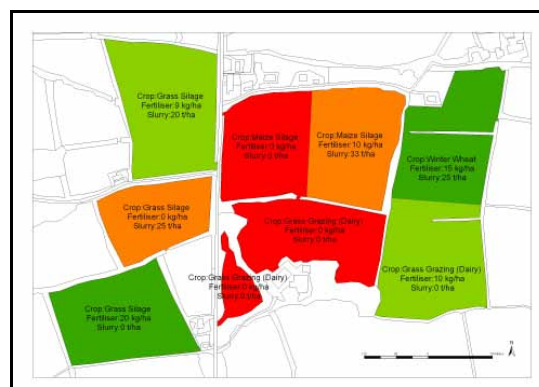 Crop:Grass Silage
Fertiliser:9 kg/ha
Slurry:20 t/ha
Crop:Maize Silage
Fertiliser:0 kg/ha
Slurry:0 t/ha
Crop:Maize Silage
Fertiliser:10 kg/ha
Slurry:33 t/ha
Crop:Winter Wheat
Fertiliser:15 kg/ha
Slurry:25 t/ha
Crop:Grass Silage
Fertiliser:0 kg/ha
Slurry:25 t/ha
Crop:Grass Grazing (Dairy)
Fertiliser:0 kg/ha
Slurry:0 t/ha
Crop:Grass Grazing (Dairy)
Fertiliser:0 kg/ha
Slurry:0 t/ha
Crop:Grass Grazing (Dairy)
Fertiliser:10 kg/ha
Slurry:0 t/ha
Crop:Grass Silage
Fertiliser:20 kg/ha
Slurry:0 t/ha
N